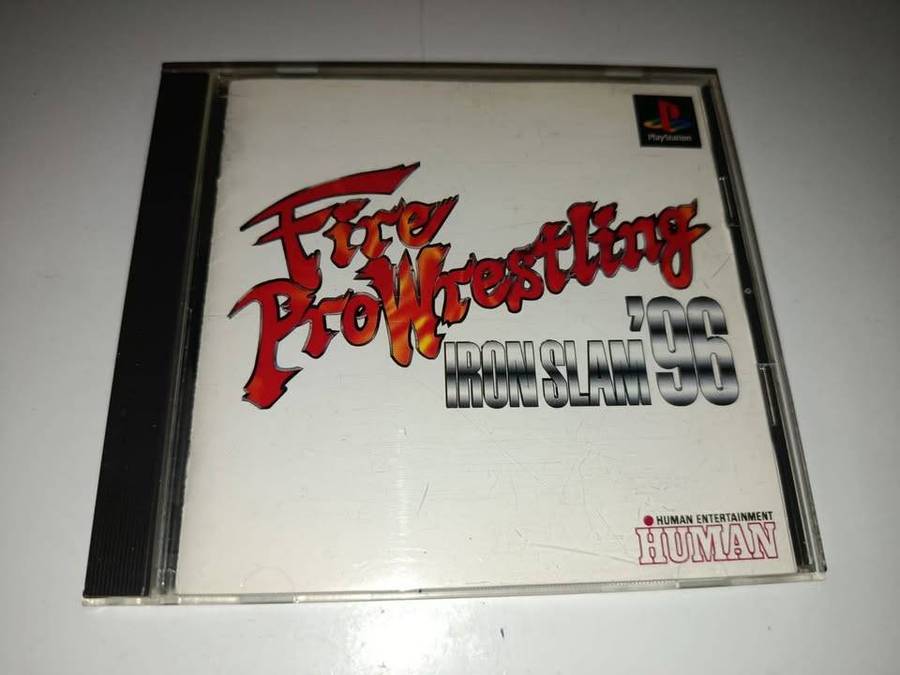 PlayStation
Fire
ProWrestling
IRON SLAM '96
HUMAN ENTERTAINMENT
HUMAN